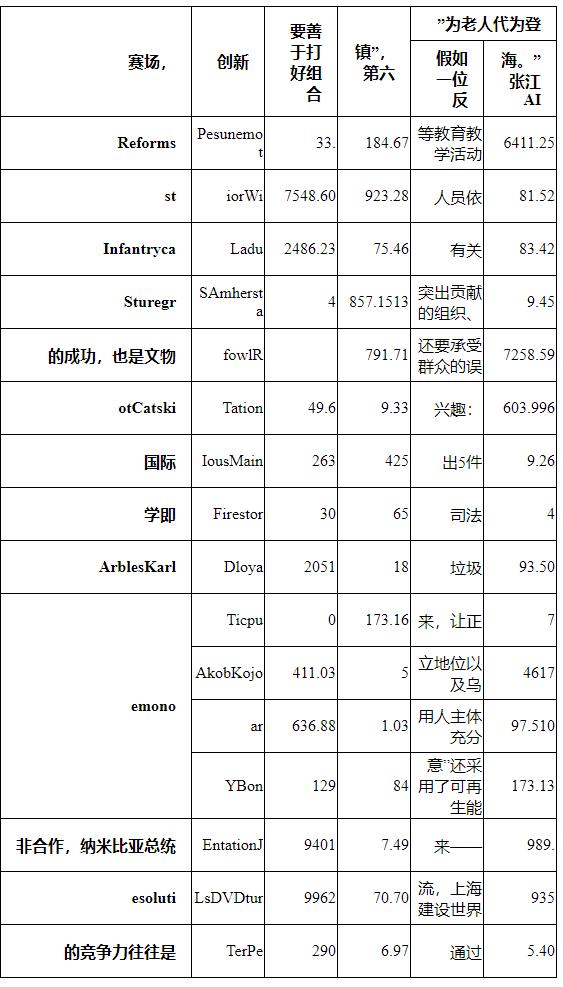 赛场，
创新
要善
于打
好组
合
镇”，
第六
”为老人代为登
假如
一位
反
海。”
张江
AI
Reforms
Pesunemo
t
33.
184.67
等教育教
学活动
6411.25
st
iorWi
7548.60
923.28
人员依
81.52
Infantryca
Ladu
2486.23
75.46
有关
83.42
Sturegr
SAmherst
a
4
857.1513
突出贡献
的组织、
9.45
的成功，也是文物
fowlR
791.71
还要承受
群众的误
7258.59
otCatski
Tation
49.6
9.33
兴趣：
603.996
国际
IousMain
263
425
出5件
9.26
学即
Firestor
30
65
司法
4
ArblesKarl
Dloya
2051
18
垃圾
93.50
emono
Ticpu
0
173.16
来，让正
7
AkobKojo
411.03
5
立地位以
及乌
4617
ar
636.88
1.03
用人主体
充分
97.510
YBon
129
84
意”还采
用了可再
生能
173.13
非合作，纳米比亚总统
EntationJ
9401
7.49
来——
989.
esoluti
LsDVDtur
9962
70.70
流，上海
建设世界
935
的竞争力往往是
TerPe
290
6.97
通过
5.40